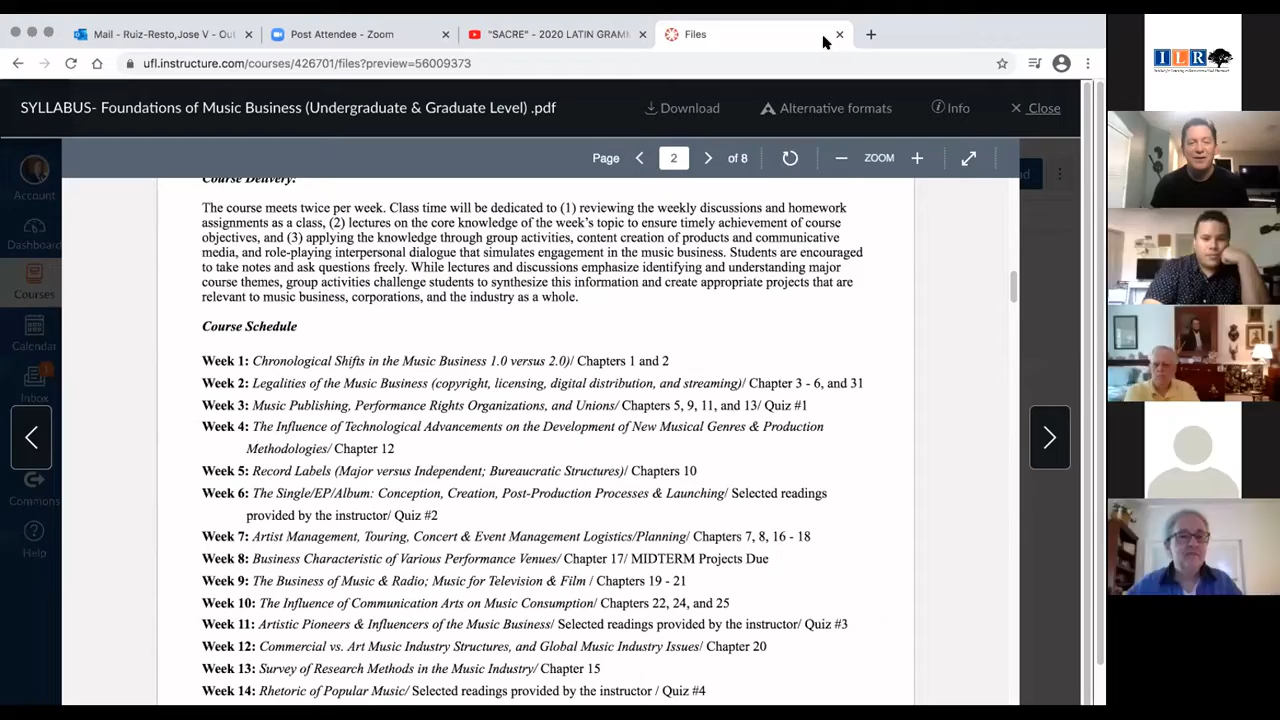 Mail - Ruiz-Resto,Jose V - Out
Post Attendee - Zoom
"SACRE" - 2020 LATIN GRAMM
Files
ufl.instructure.com/courses/426701/files?preview=56009373
SYLLABUS- Foundations of Music Business (Undergraduate & Graduate Level) .pdf
Download
Alternative formats
Info
Close
Page
2
of 8
ZOOM
Account
Dashboard
Courses
Calendar
1
Inbox
Commons
Help
Course Delivery:
The course meets twice per week. Class time will be dedicated to (1) reviewing the weekly discussions and homework
assignments as a class, (2) lectures on the core knowledge of the week's topic to ensure timely achievement of course
objectives, and (3) applying the knowledge through group activities, content creation of products and communicative
media, and role-playing interpersonal dialogue that simulates engagement in the music business. Students are encouraged
to take notes and ask questions freely. While lectures and discussions emphasize identifying and understanding major
course themes, group activities challenge students to synthesize this information and create appropriate projects that are
relevant to music business, corporations, and the industry as a whole.
Course Schedule
Week 1: Chronological Shifts in the Music Business 1.0 versus 2.0)/ Chapters 1 and 2
Week 2: Legalities of the Music Business (copyright, licensing, digital distribution, and streaming)/ Chapter 3 - 6, and 31
Week 3: Music Publishing, Performance Rights Organizations, and Unions/ Chapters 5, 9, 11, and 13/ Quiz #1
Week 4: The Influence of Technological Advancements on the Development of New Musical Genres & Production
Methodologies/ Chapter 12
Week 5: Record Labels (Major versus Independent; Bureaucratic Structures)/ Chapters 10
Week 6: The Single/EP/Album: Conception, Creation, Post-Production Processes & Launching/ Selected readings
provided by the instructor/ Quiz #2
Week 7: Artist Management, Touring, Concert & Event Management Logistics/Planning/ Chapters 7, 8, 16 - 18
Week 8: Business Characteristic of Various Performance Venues/ Chapter 17/ MIDTERM Projects Due
Week 9: The Business of Music & Radio; Music for Television & Film / Chapters 19 - 21
Week 10: The Influence of Communication Arts on Music Consumption/ Chapters 22, 24, and 25
Week 11: Artistic Pioneers & Influencers of the Music Business/ Selected readings provided by the instructor/ Quiz #3
Week 12: Commercial vs. Art Music Industry Structures, and Global Music Industry Issues/ Chapter 20
Week 13: Survey of Research Methods in the Music Industry/ Chapter 15
Week 14: Rhetoric of Popular Music/ Selected readings provided by the instructor / Quiz #4
ILR